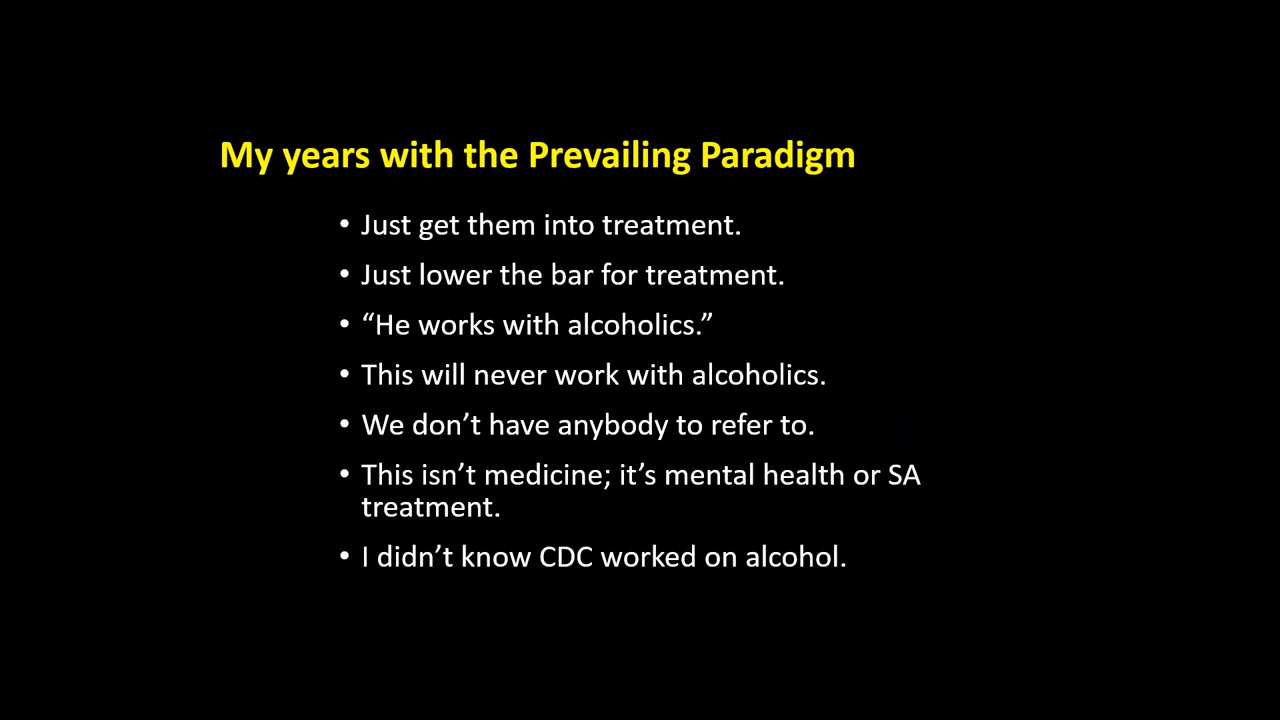 My years with the Prevailing Paradigm
• Just get them into treatment.
• Just lower the bar for treatment.
• “He works with alcoholics.”
• This will never work with alcoholics.
• We don’t have anybody to refer to.
• This isn’t medicine; it’s mental health or SA
treatment.
• I didn’t know CDC worked on alcohol.